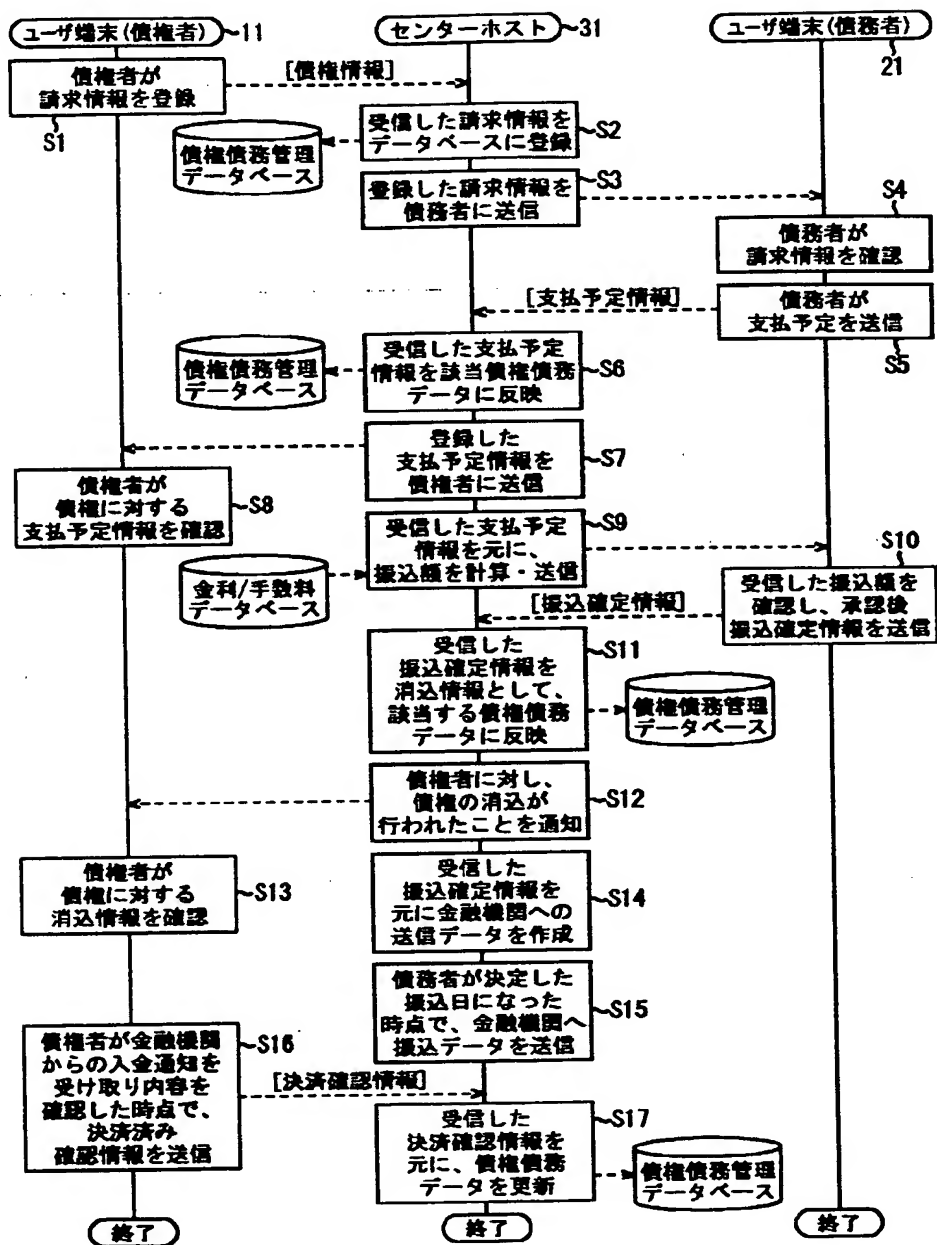 ユーザ端末(債権者)
11
センターホスト
31
ユーザ端末(債務者)
21
債権者が
請求情報を登録
S1
[債権情報]
受信した請求情報を
データベースに登録
S2
債権債務管理
データベース
登録した請求情報を
債務者に送信
S3
S4
債務者が
請求情報を確認
[支払予定情報]
債務者が
支払予定を送信
S5
受信した支払予定
情報を該当債権債務
データに反映
S6
債権債務管理
データベース
登録した
支払予定情報を
債権者に送信
S7
債権者が
債権に対する
支払予定情報を確認
S8
受信した支払予定
情報を元に、
振込額を計算・送信
S9
金利/手数料
データベース
S10
受信した振込額を
確認し、承認後
振込確定情報を送信
[振込確定情報]
受信した
振込確定情報を
消込情報として、
該当する債権債務
データに反映
S11
債権債務管理
データベース
債権者に対し、
債権の消込が
行われたことを通知
S12
債権者が
債権に対する
消込情報を確認
S13
受信した
振込確定情報を
元に金融機関への
送信データを作成
S14
債務者が決定した
振込日になった
時点で、金融機関へ
振込データを送信
S15
債権者が金融機関
からの入金通知を
受け取り内容を
確認した時点で、
決済済み
確認情報を送信
S16
[決済確認情報]
受信した
決済確認情報を
元に、債権債務
データを更新
S17
債権債務管理
データベース
終了
終了
終了